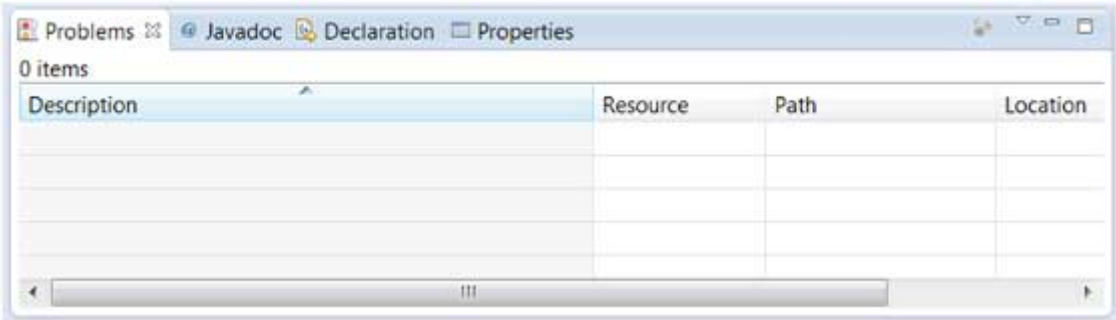 Problems Javadoc Declaration Properties
0 items
Description Resource Path Location